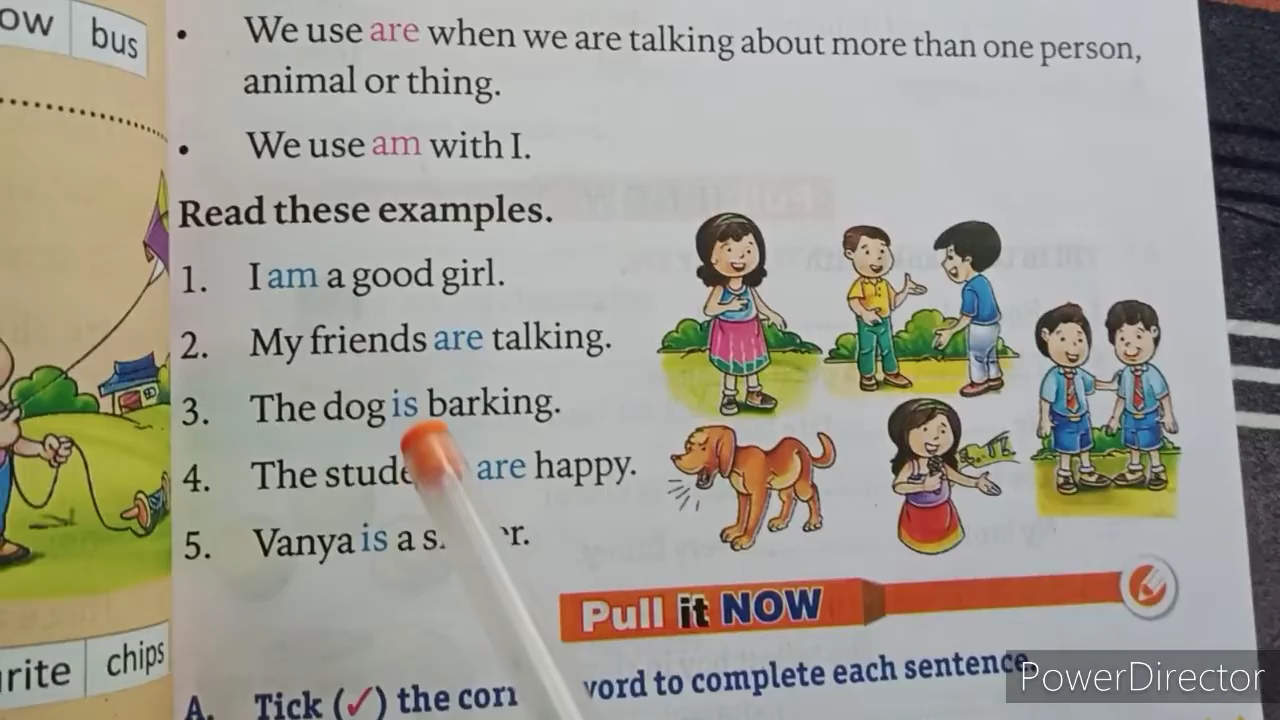 ow bus
• We use are when we are talking about more than one person,
animal or thing.
• We use am with I.
Read these examples.
1. I am a good girl.
2. My friends are talking.
3. The dog is barking.
4. The are happy.
5. Vanya is a
Pull it NOW
rite chips
A. Tick (✓) the word to complete each sentence.
PowerDirector